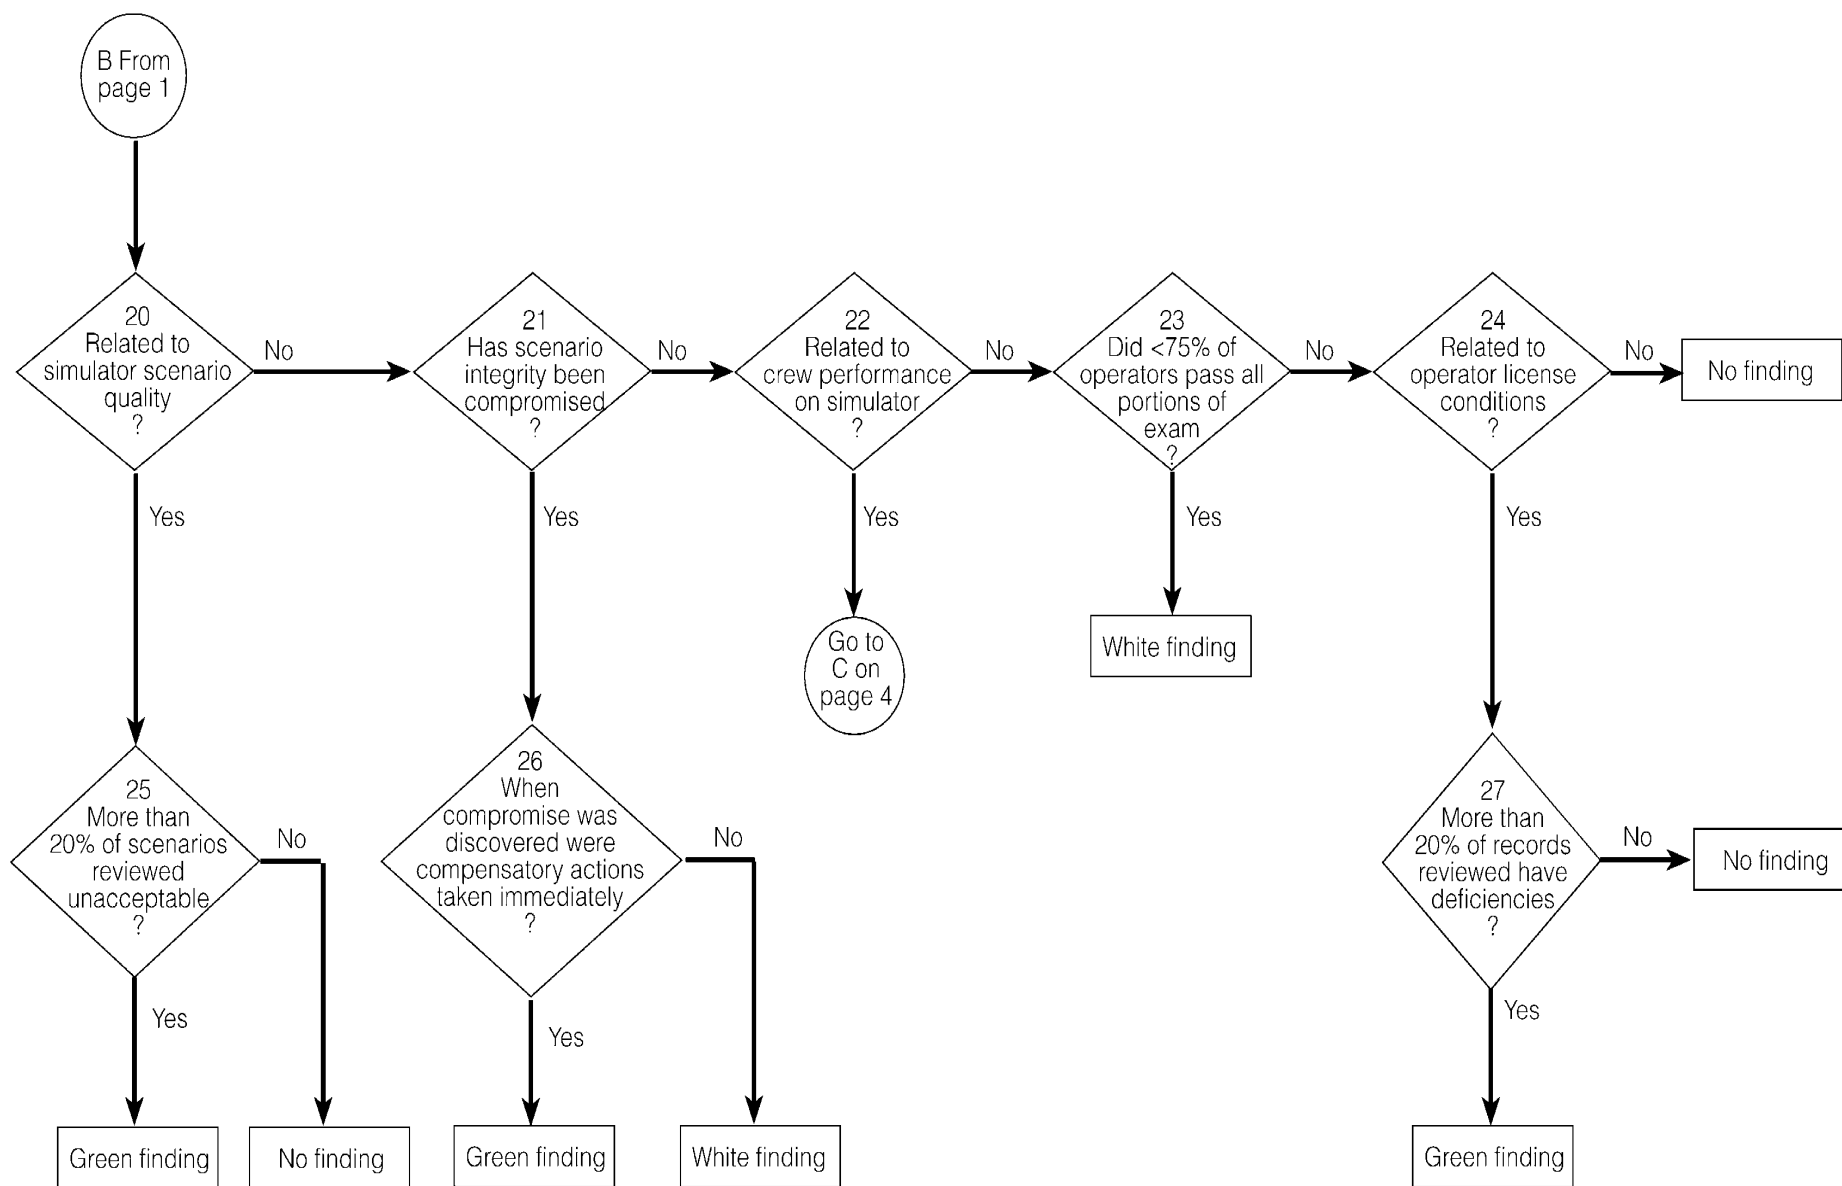 B From
page 1
20
Related to
simulator scenario
quality
?
No
Yes
21
Has scenario
integrity been
compromised
?
No
Yes
22
Related to
crew performance
on simulator
?
No
Yes
23
Did <75% of
operators pass all
portions of
exam
?
No
Yes
24
Related to
operator license
conditions
?
No
Yes
No finding
Go to
C on
page 4
White finding
25
More than
20% of scenarios
reviewed
unacceptable
?
No
Yes
26
When
compromise was
discovered were
compensatory actions
taken immediately
?
No
Yes
27
More than
20% of records
reviewed have
deficiencies
?
No
Yes
No finding
Green finding
No finding
Green finding
White finding
Green finding